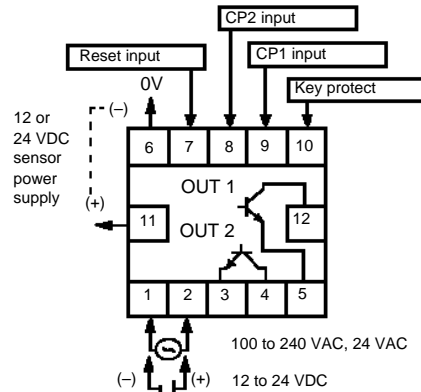 CP2 input
Reset input
CP1 input
0V
Key protect
12 or
24 VDC
sensor
power
supply
(–)
(+)
6
7
8
9
10
OUT 1
11
12
OUT 2
1
2
3
4
5
100 to 240 VAC, 24 VAC
(–)
(+)
12 to 24 VDC